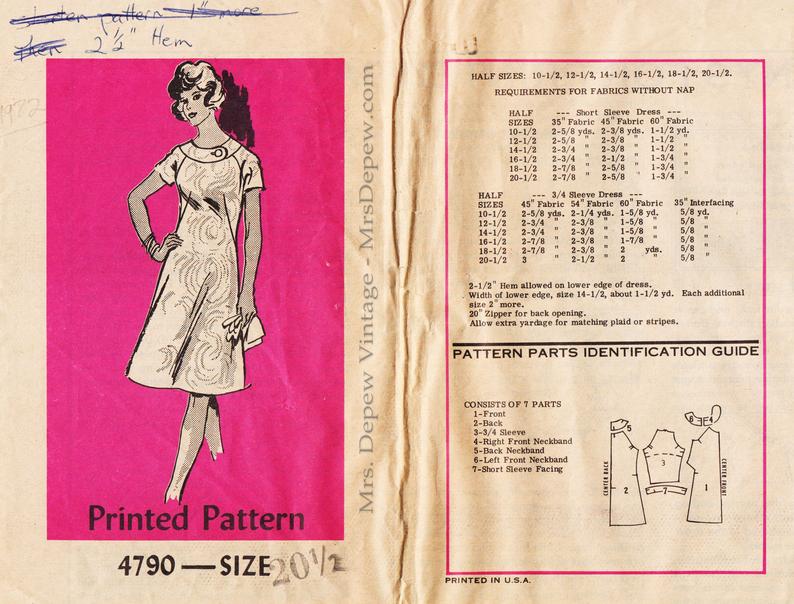 shorten pattern 1" more
then 2 1/2" Hem
1972
Printed Pattern
4790 — SIZE 20 1/2
Mrs. Depew Vintage - MrsDepew.com
HALF SIZES: 10-1/2, 12-1/2, 14-1/2, 16-1/2, 18-1/2, 20-1/2.
REQUIREMENTS FOR FABRICS WITHOUT NAP
HALF --- Short Sleeve Dress ---
SIZES 35" Fabric 45" Fabric 60" Fabric
10-1/2 2-5/8 yds. 2-3/8 yds. 1-1/2 yd.
12-1/2 2-5/8 " 2-3/8 " 1-1/2 "
14-1/2 2-3/4 " 2-3/8 " 1-1/2 "
16-1/2 2-3/4 " 2-1/2 " 1-3/4 "
18-1/2 2-7/8 " 2-5/8 " 1-3/4 "
20-1/2 2-7/8 " 2-5/8 " 1-3/4 "
HALF --- 3/4 Sleeve Dress --- 35" Interfacing
SIZES 45" Fabric 54" Fabric 60" Fabric
10-1/2 2-5/8 yds. 2-1/4 yds. 1-5/8 yd. 5/8 yd.
12-1/2 2-3/4 " 2-3/8 " 1-5/8 " 5/8 "
14-1/2 2-3/4 " 2-3/8 " 1-5/8 " 5/8 "
16-1/2 2-7/8 " 2-3/8 " 1-7/8 " 5/8 "
18-1/2 2-7/8 " 2-3/8 " 2 yds. 5/8 "
20-1/2 3 " 2-1/2 " 2 " 5/8 "
2-1/2" Hem allowed on lower edge of dress.
Width of lower edge, size 14-1/2, about 1-1/2 yd. Each additional
size 2" more.
20" Zipper for back opening.
Allow extra yardage for matching plaid or stripes.
PATTERN PARTS IDENTIFICATION GUIDE
CONSISTS OF 7 PARTS
1-Front
2-Back
3-3/4 Sleeve
4-Right Front Neckband
5-Back Neckband
6-Left Front Neckband
7-Short Sleeve Facing
5
6 F4
CENTER BACK
2
3
7
1
CENTER FRONT
PRINTED IN U.S.A.